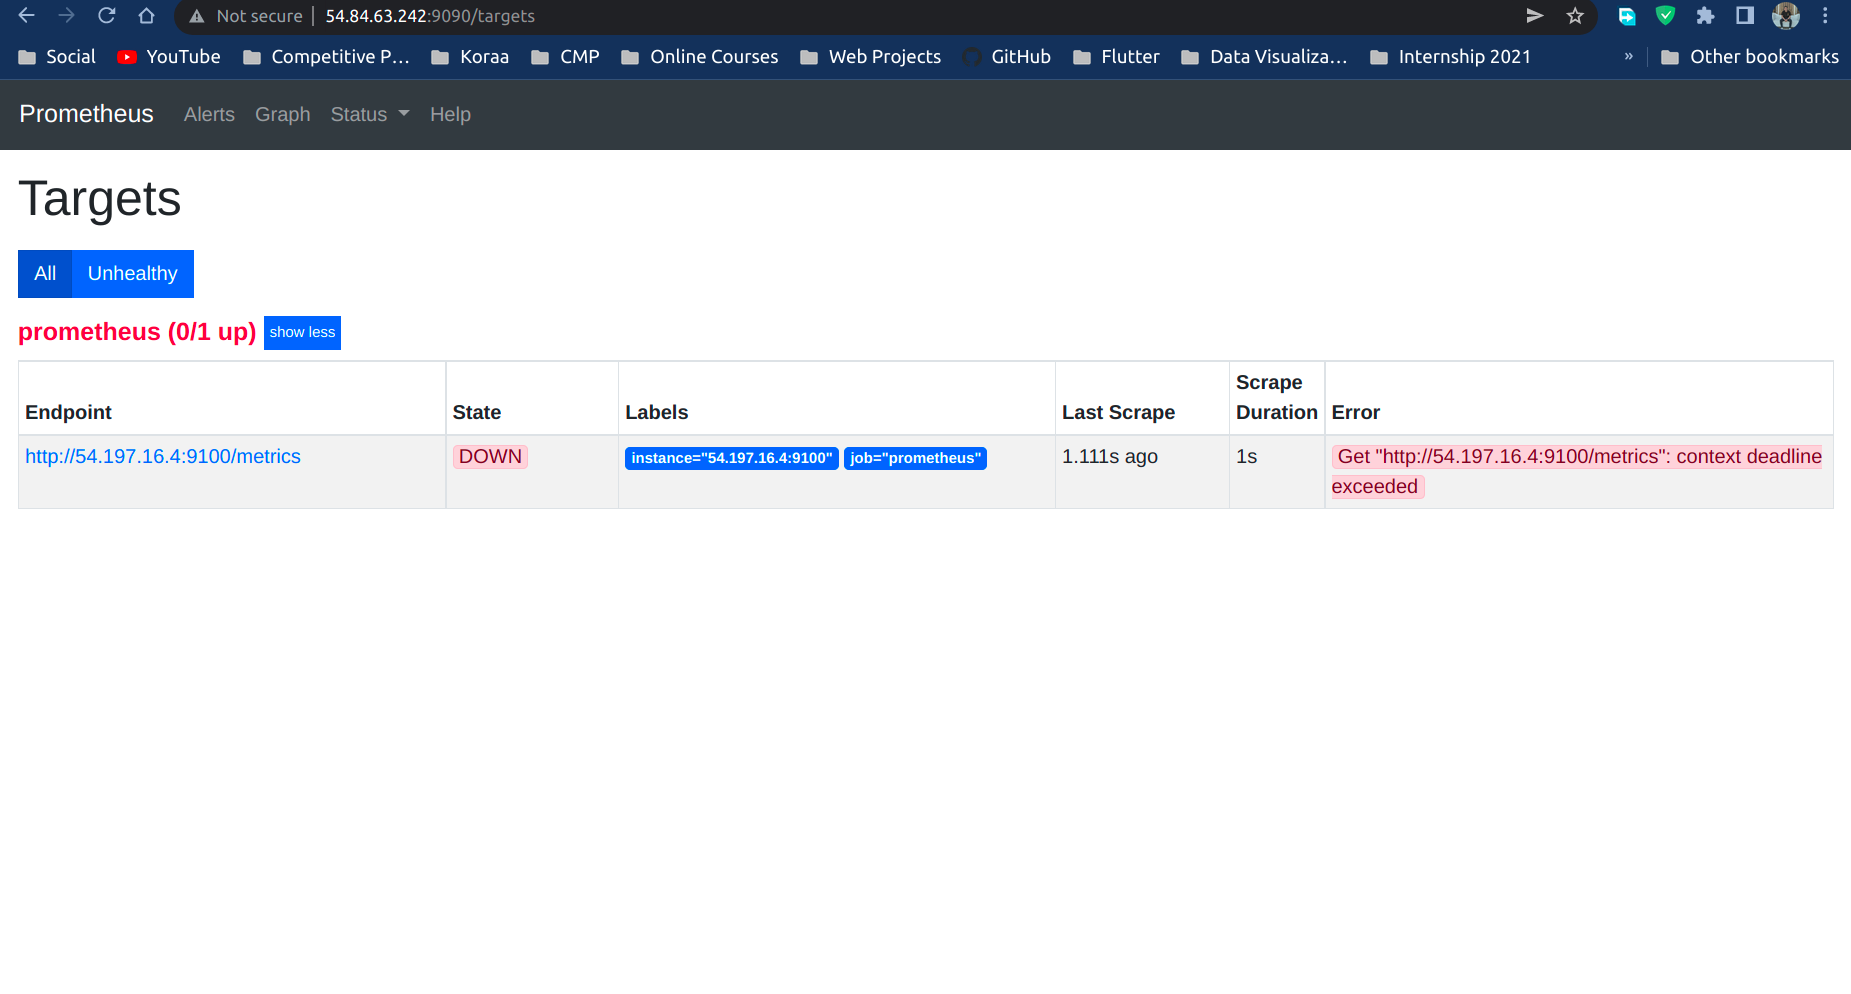 Not secure | 54.84.63.242:9090/targets
Social YouTube Competitive P... Koraa CMP Online Courses Web Projects GitHub Flutter Data Visualiza... Internship 2021 » Other bookmarks
Prometheus Alerts Graph Status Help
Targets
All Unhealthy
prometheus (0/1 up) show less
Endpoint State Labels Last Scrape Scrape Duration Error
http://54.197.16.4:9100/metrics DOWN instance="54.197.16.4:9100" job="prometheus" 1.111s ago 1s Get "http://54.197.16.4:9100/metrics": context deadline
exceeded